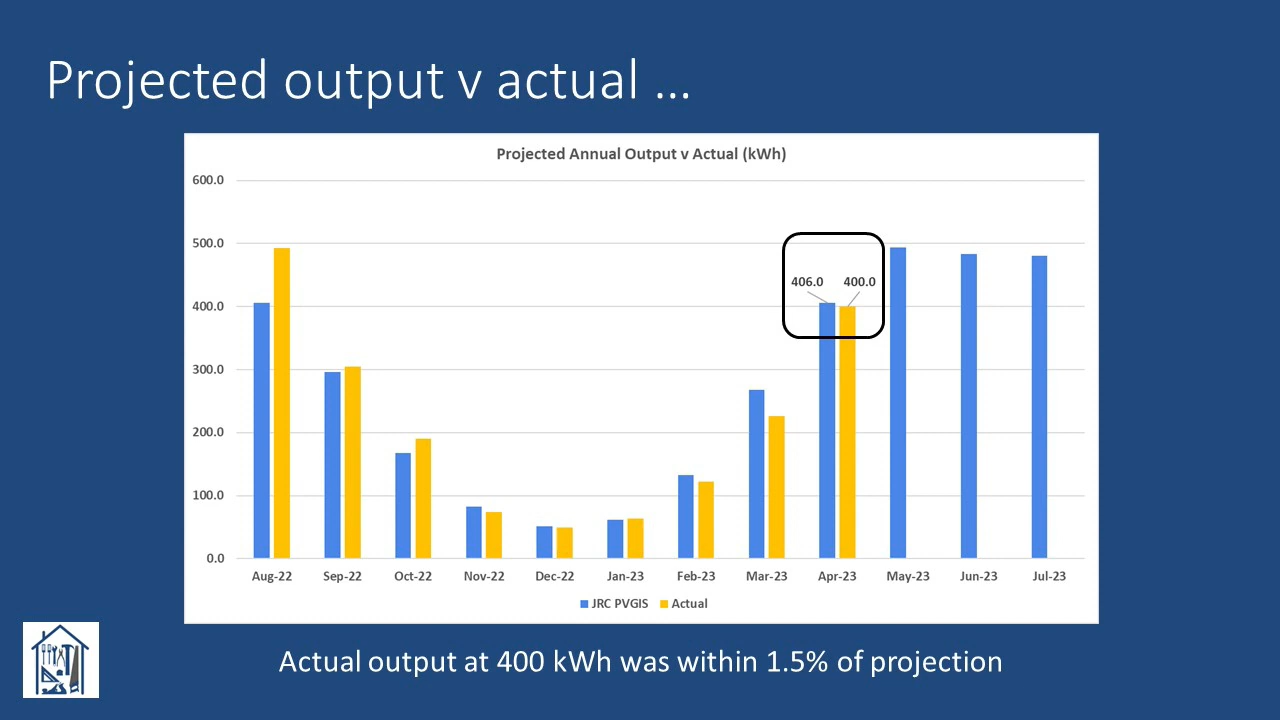 Projected output v actual ...
Projected Annual Output v Actual (kWh)
600.0
500.0
400.0
300.0
200.0
100.0
0.0
406.0 400.0
Aug-22 Sep-22 Oct-22 Nov-22 Dec-22 Jan-23 Feb-23 Mar-23 Apr-23 May-23 Jun-23 Jul-23
JRC PVGIS Actual
Actual output at 400 kWh was within 1.5% of projection